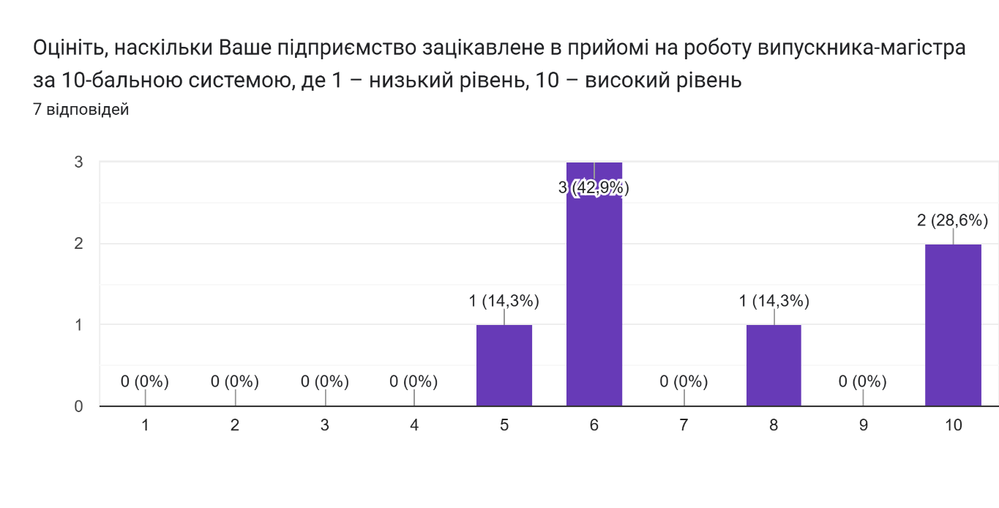 Оцініть, наскільки Ваше підприємство зацікавлене в прийомі на роботу випускника-магістра
за 10-бальною системою, де 1 – низький рівень, 10 – високий рівень
7 відповідей
3
3 (42,9%)
2 (28,6%)
2
1 (14,3%)
1 (14,3%)
1
0 (0%) 0 (0%) 0 (0%) 0 (0%) 0 (0%) 0 (0%)
0
1 2 3 4 5 6 7 8 9 10